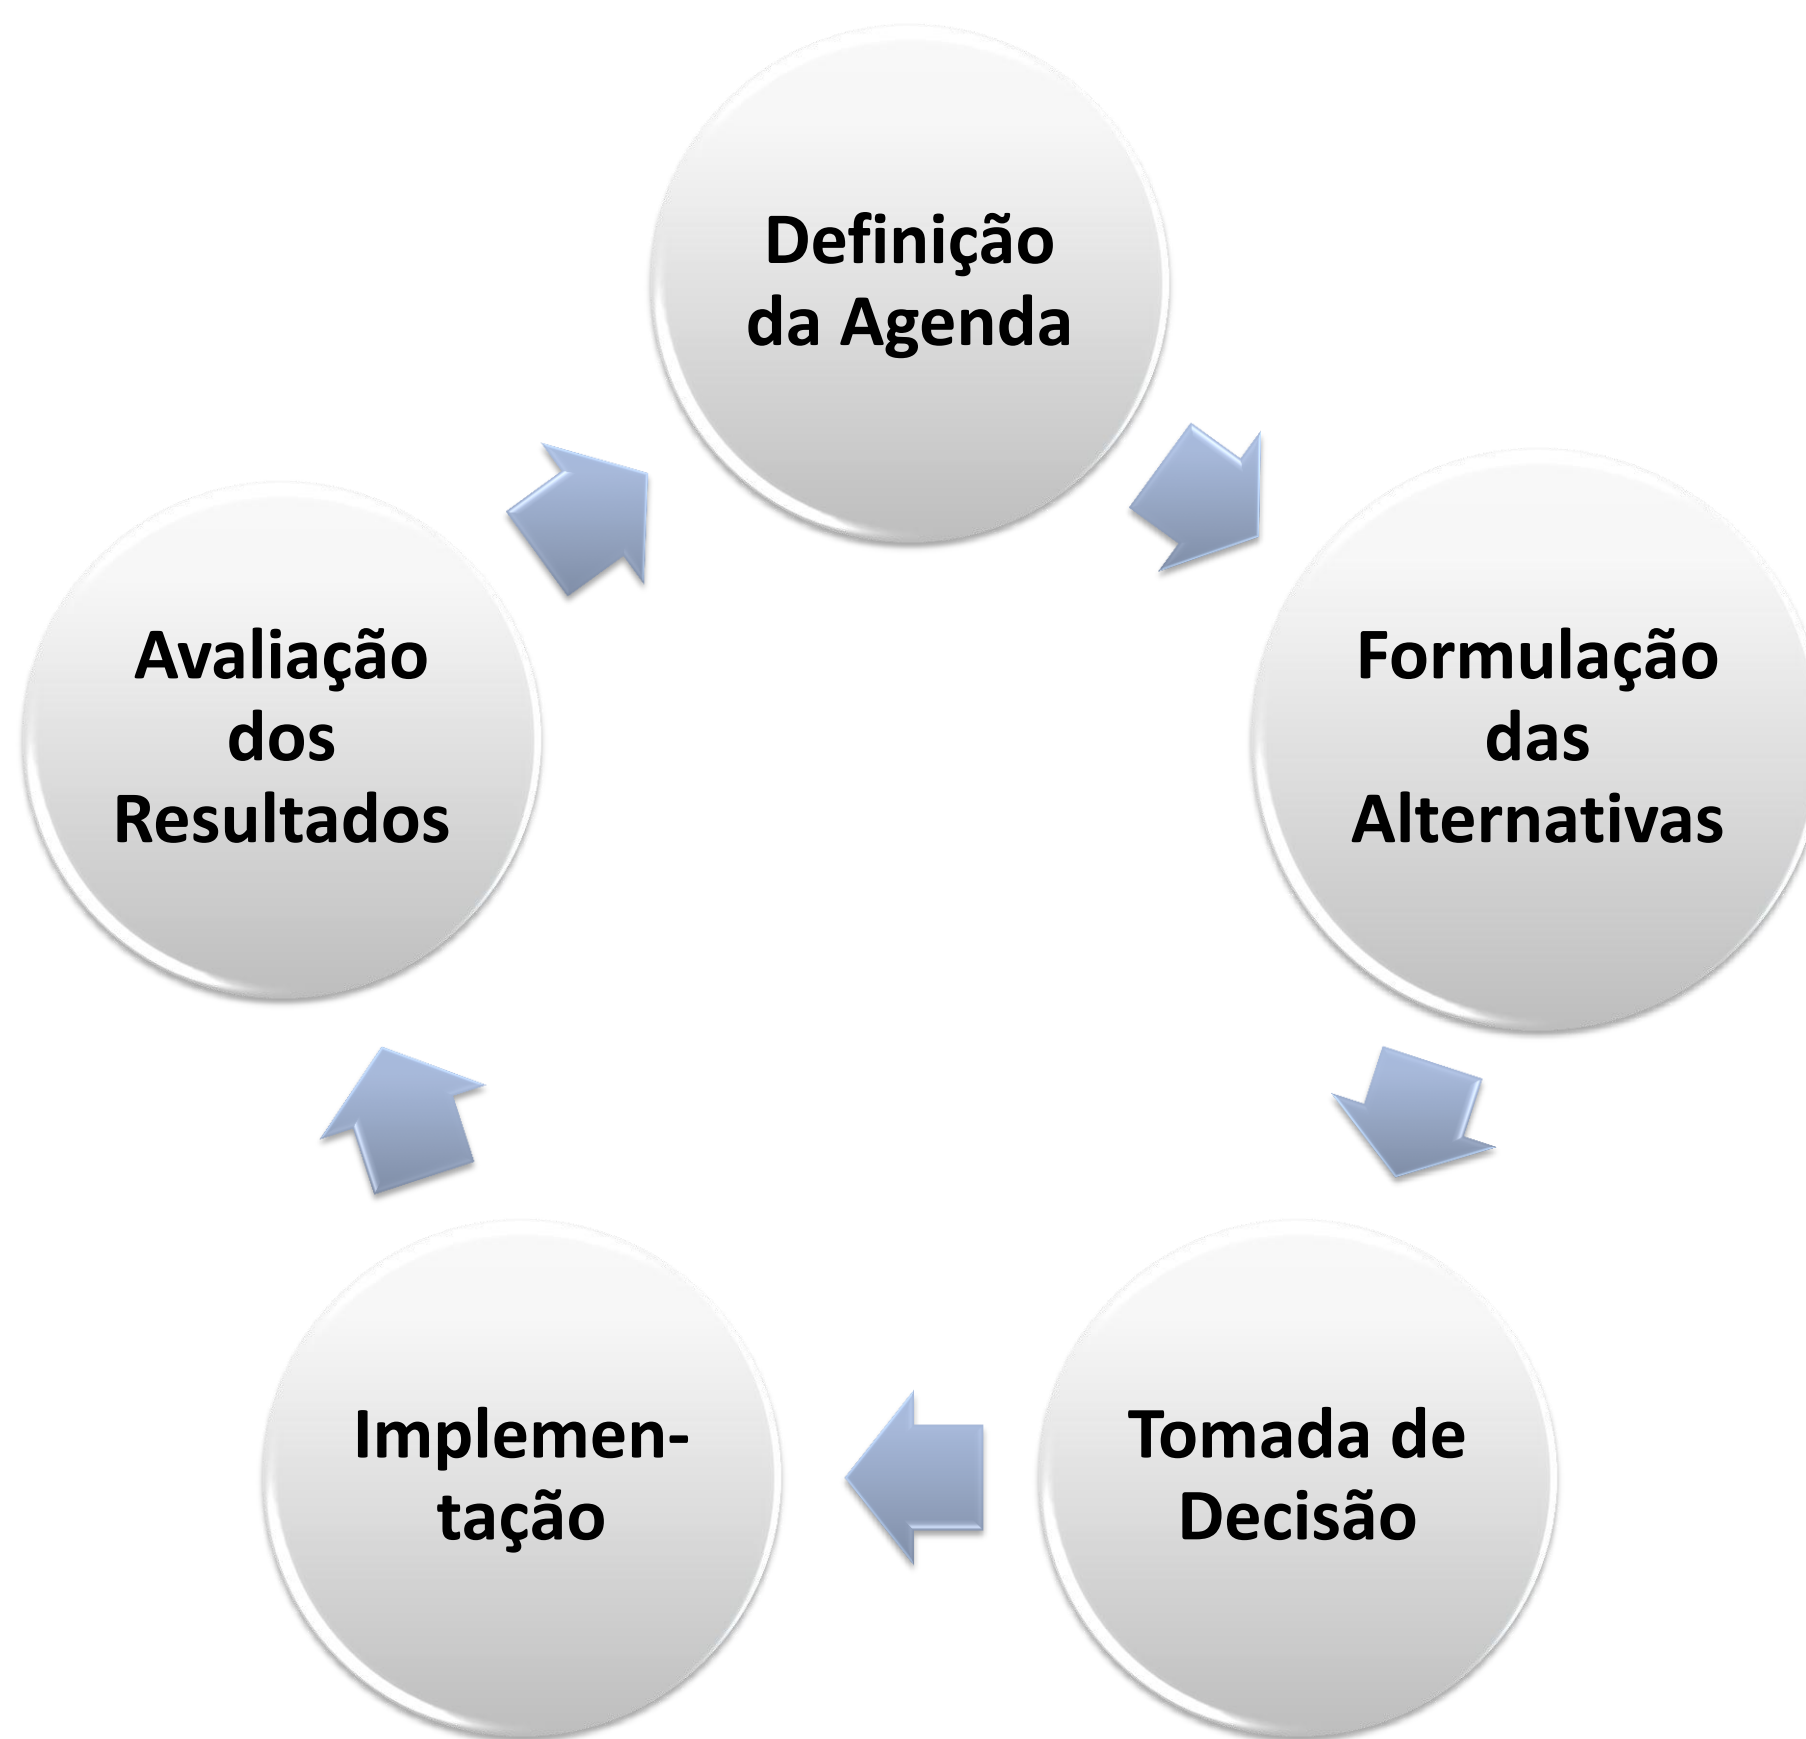 Definição
da Agenda
Formulação
das
Alternativas
Tomada de
Decisão
Implemen-
tação
Avaliação
dos
Resultados